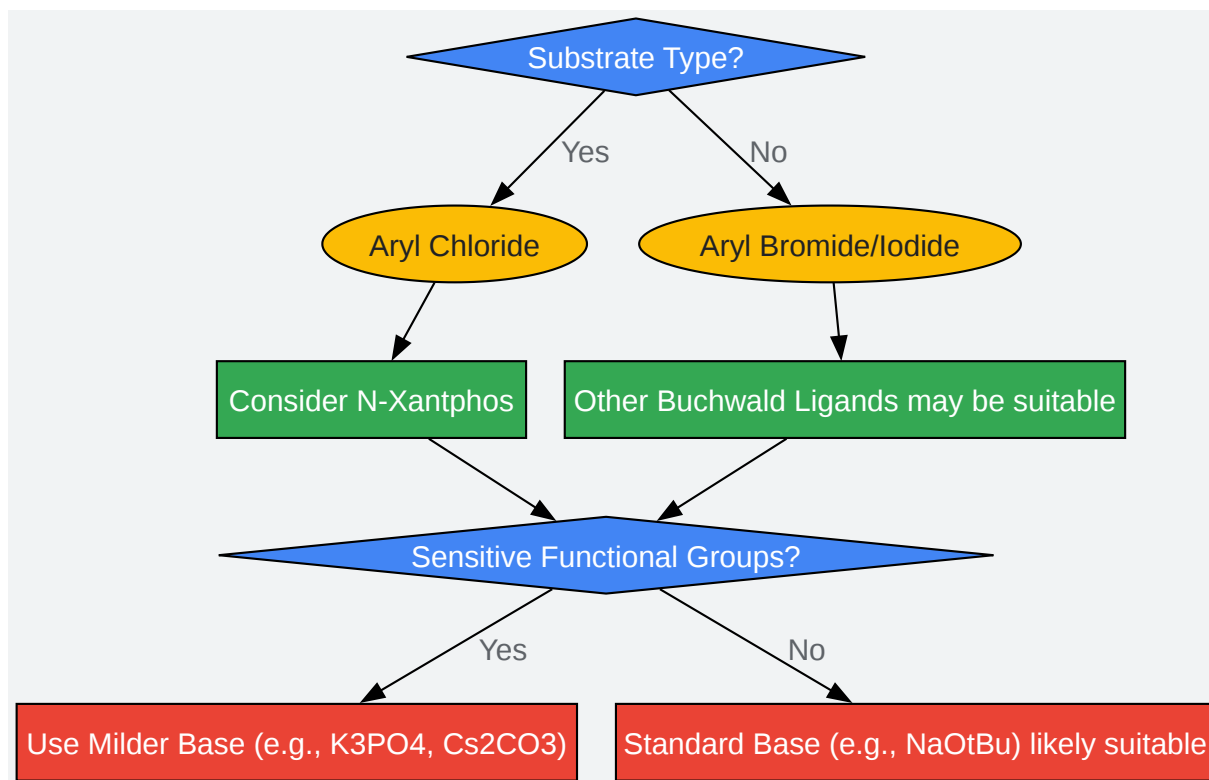 Substrate Type?
Yes
No
Aryl Chloride
Aryl Bromide/Iodide
Consider N-Xantphos
Other Buchwald Ligands may be suitable
Sensitive Functional Groups?
Yes
No
Use Milder Base (e.g., K3PO4, Cs2CO3)
Standard Base (e.g., NaOtBu) likely suitable